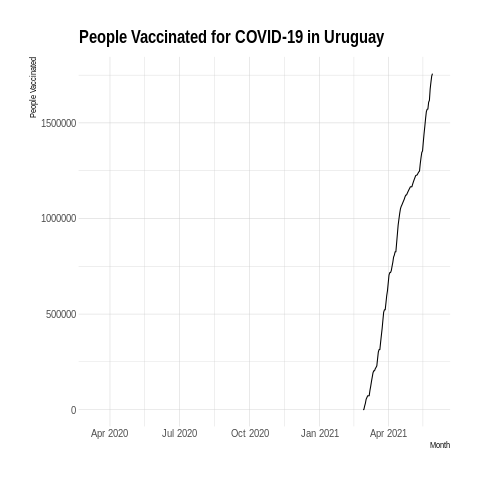 People Vaccinated for COVID-19 in Uruguay
People Vaccinated
1500000
1000000
500000
0
Apr 2020 Jul 2020 Oct 2020 Jan 2021 Apr 2021
Month